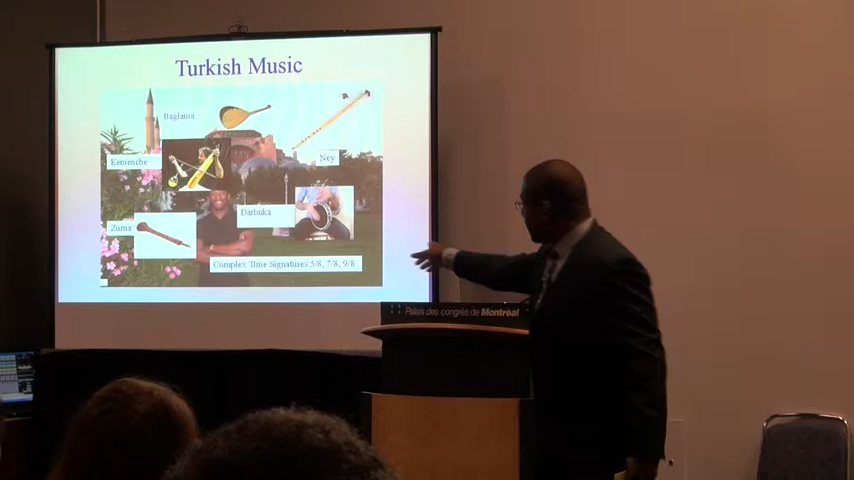 Turkish Music
Baglama
Kemenche
Ney
Darbuka
Zurna
Complex Time Signatures 5/8, 7/8, 9/8
Palais des congrès de Montréal